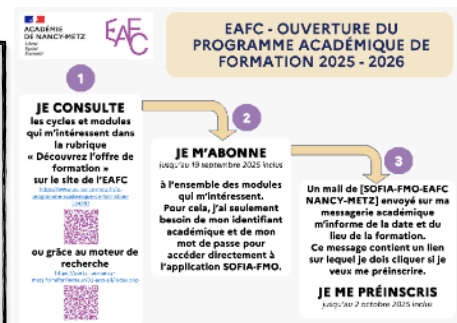 ACADÉMIE
DE NANCY-METZ
Liberté
Égalité
Fraternité
EAFC
EAFC - OUVERTURE DU
PROGRAMME ACADÉMIQUE DE
FORMATION 2025 - 2026
1
JE CONSULTE
les cycles et modules
qui m'intéressent dans
la rubrique
« Découvrez l'offre de
formation »
sur le site de l'EAFC
ou grâce au moteur de
recherche
2
JE M'ABONNE
jusqu'au 19 septembre 2025 inclus
à l'ensemble des modules
qui m'intéressent.
Pour cela, j'ai seulement
besoin de mon identifiant
académique et de mon
mot de passe pour
accéder directement à
l'application SOFIA-FMO.
3
Un mail de [SOFIA-FMO-EAFC
NANCY-METZ] envoyé sur ma
messagerie académique
m'informe de la date et du
lieu de la formation.
Ce message contient un lien
sur lequel je dois cliquer si je
veux me préinscrire.
JE ME PRÉINSCRIS
jusqu'au 2 octobre 2025 inclus